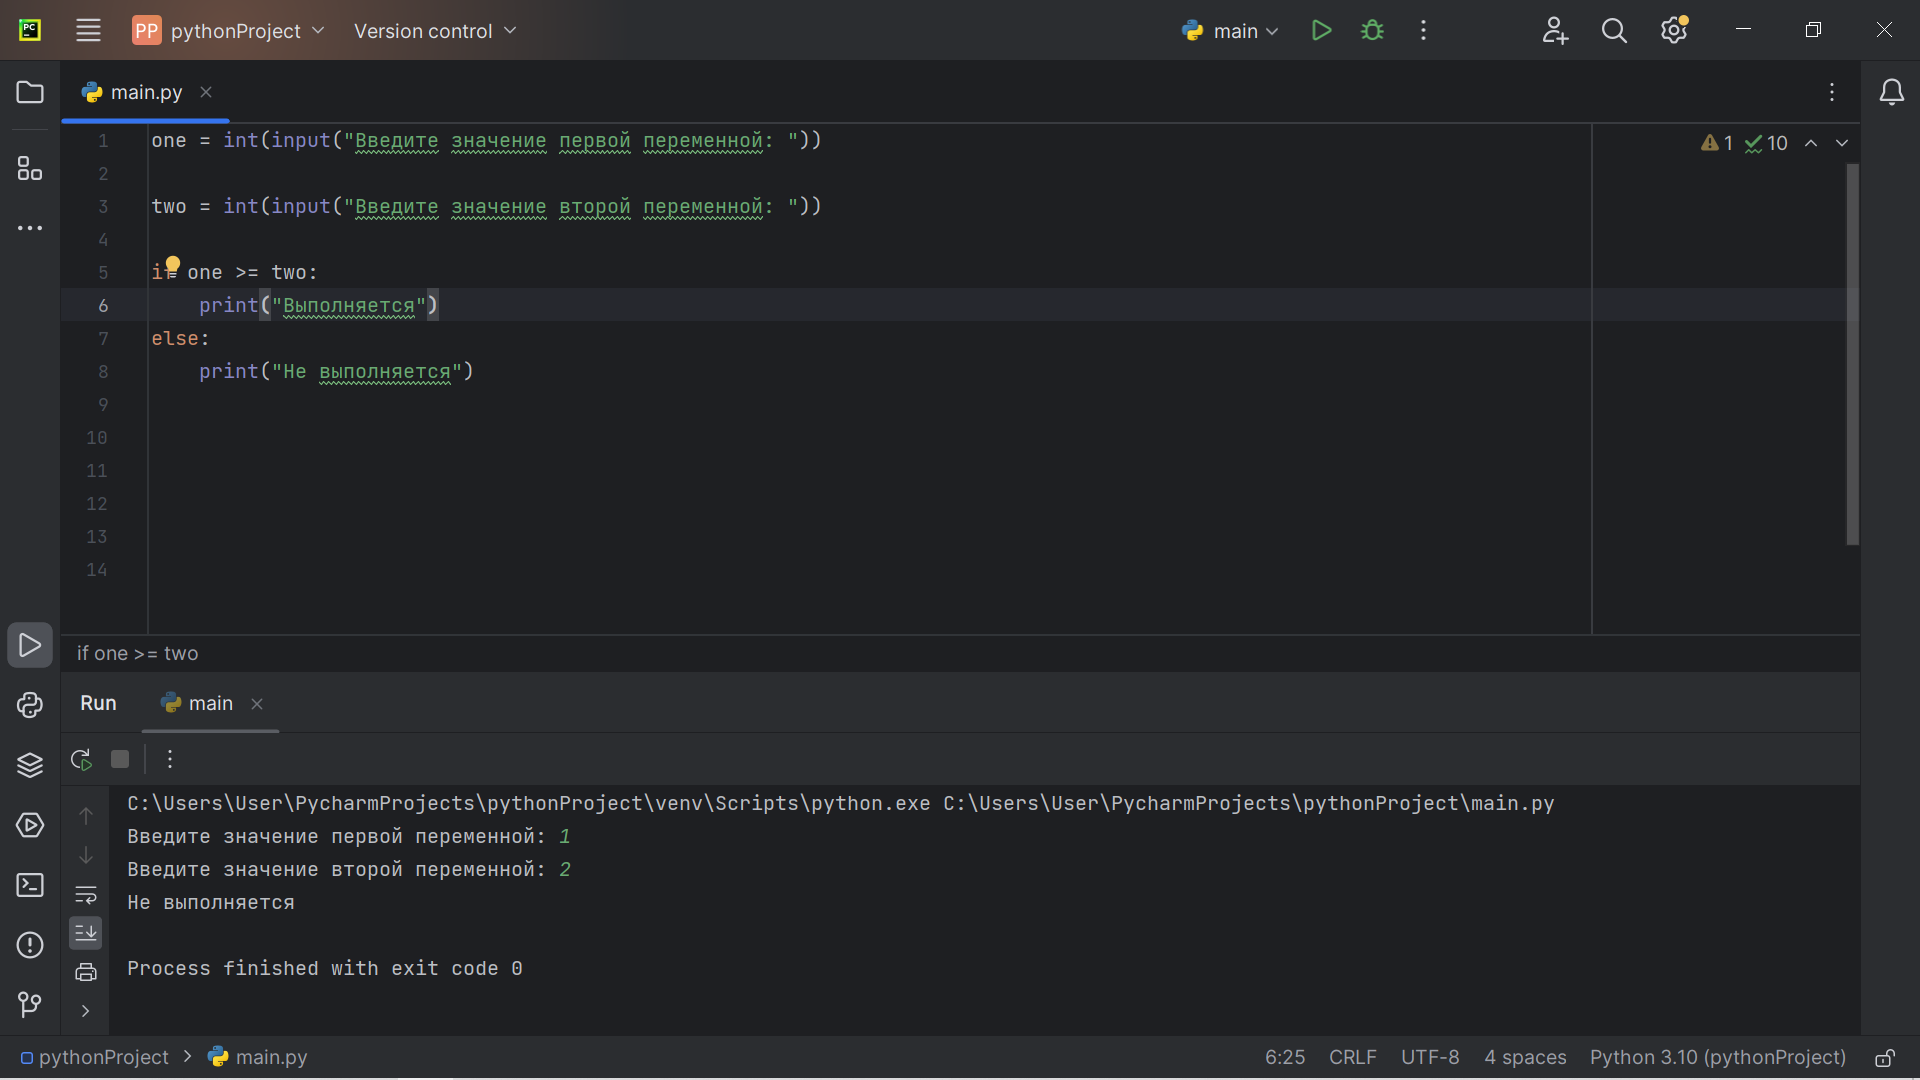 PC
PP pythonProject Version control main
main.py
1 10
1 one = int(input("Введите значение первой переменной: "))
2
3 two = int(input("Введите значение второй переменной: "))
4
5 if one >= two:
6 print("Выполняется")
7 else:
8 print("Не выполняется")
9
10
11
12
13
14
if one >= two
Run main
C:\Users\User\PycharmProjects\pythonProject\venv\Scripts\python.exe C:\Users\User\PycharmProjects\pythonProject\main.py
Введите значение первой переменной: 1
Введите значение второй переменной: 2
Не выполняется
Process finished with exit code 0
pythonProject > main.py 6:25 CRLF UTF-8 4 spaces Python 3.10 (pythonProject)